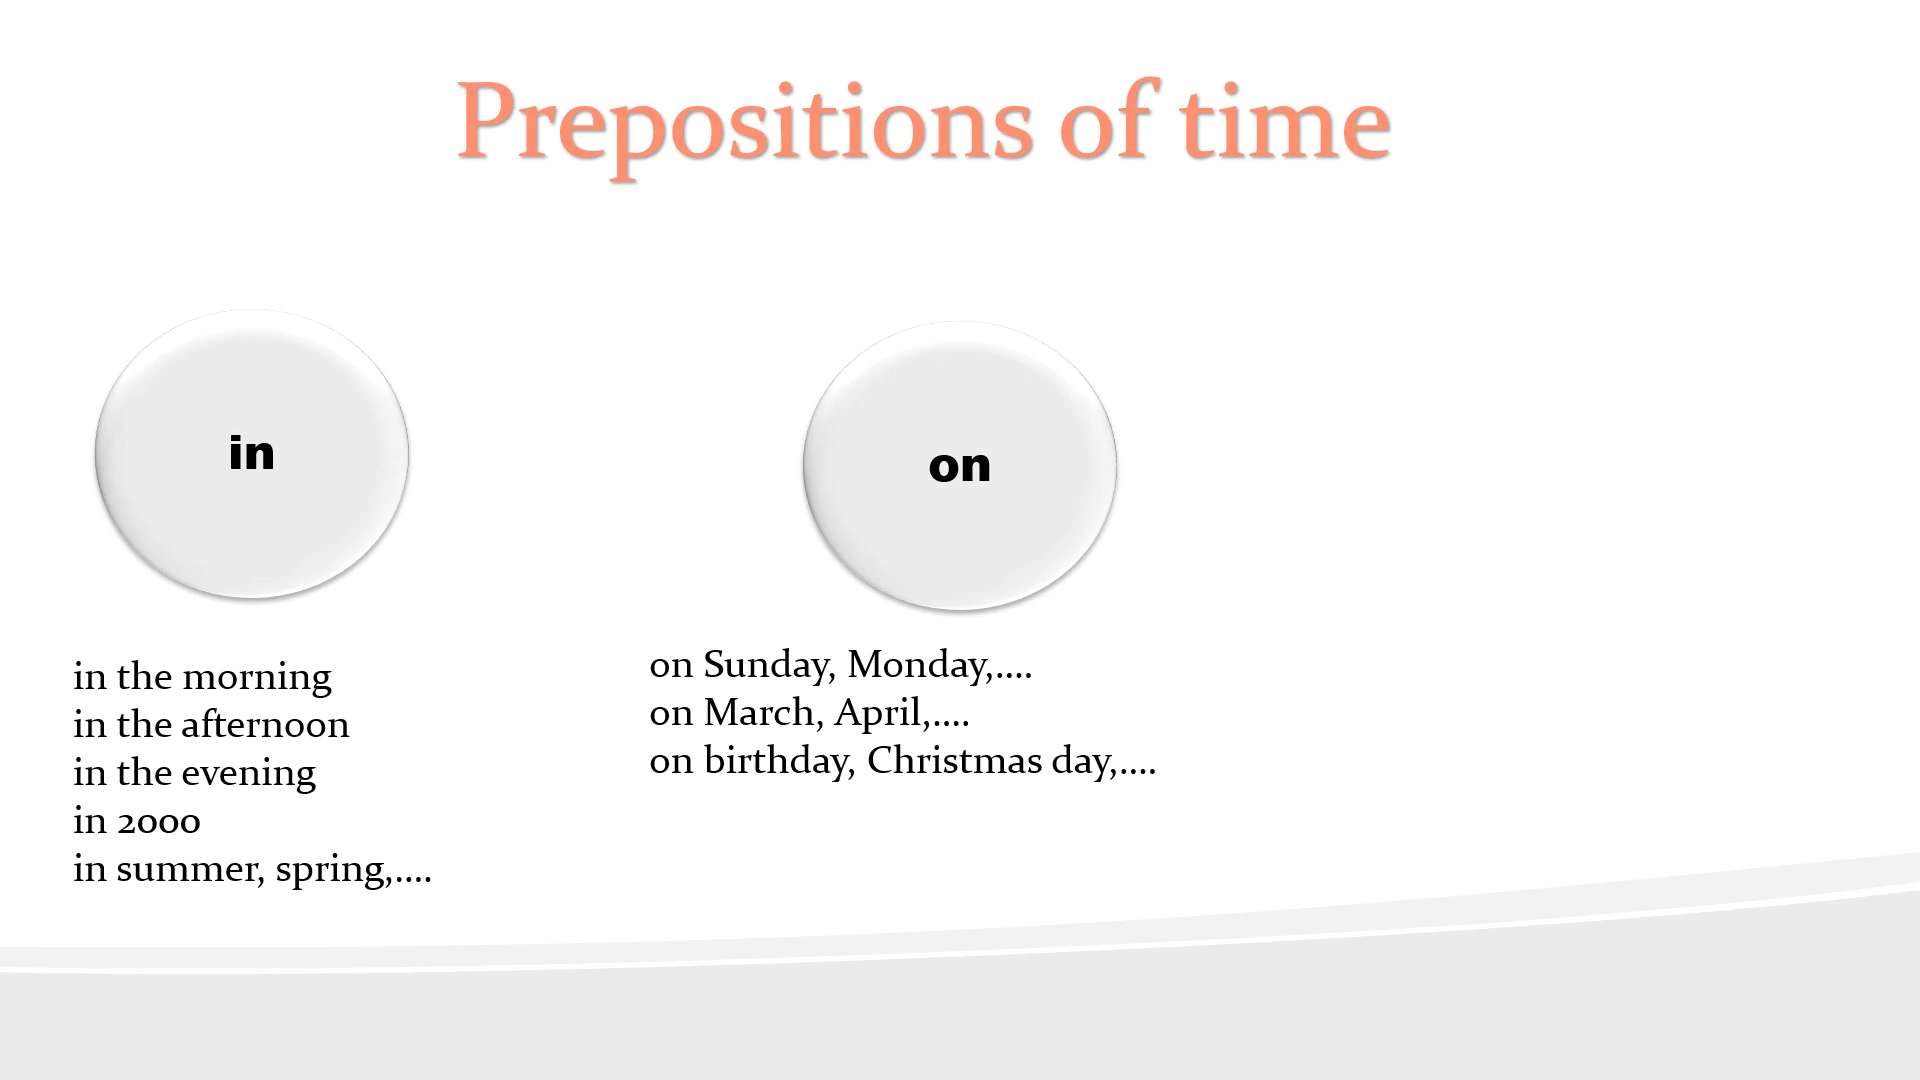 Prepositions of time
in
on
in the morning
in the afternoon
in the evening
in 2000
in summer, spring,....
on Sunday, Monday,....
on March, April,....
on birthday, Christmas day,....